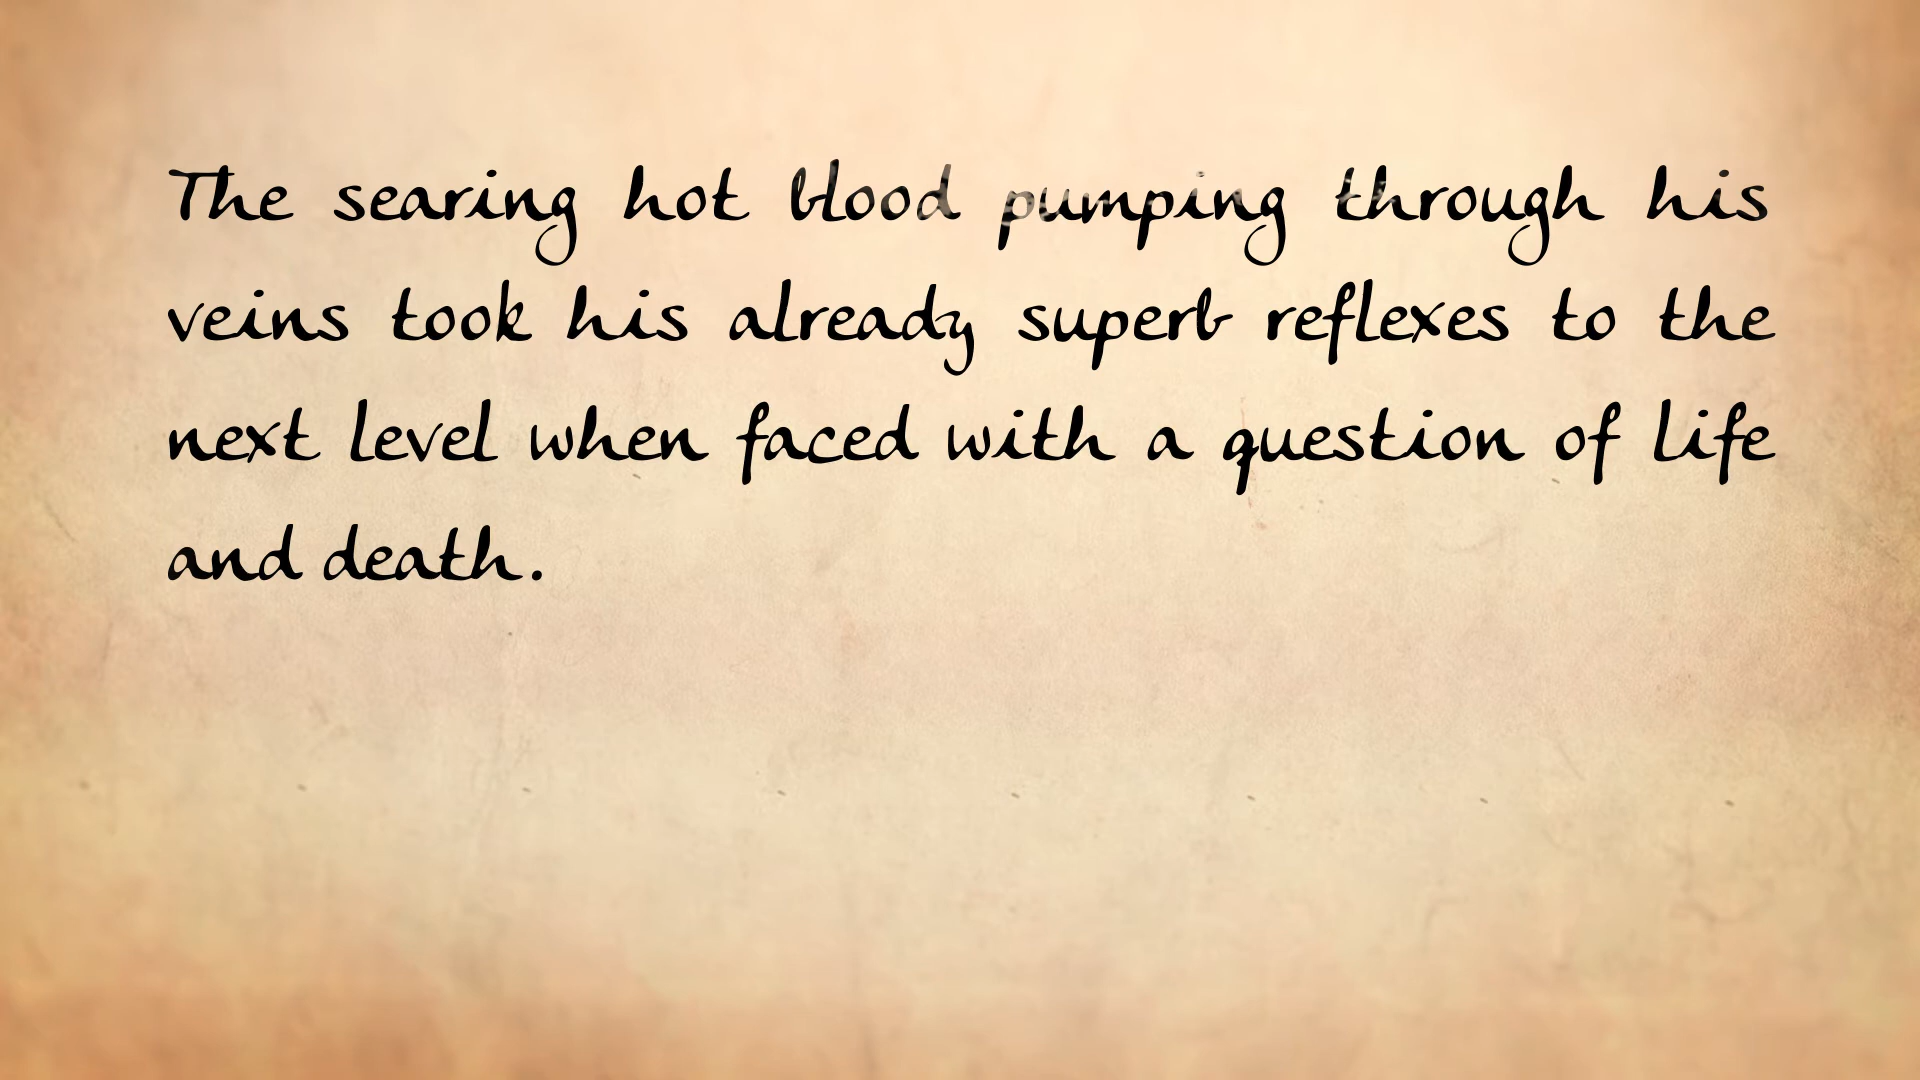 The searing hot blood pumping through his
veins took his already superb reflexes to the
next level when faced with a question of life
and death.